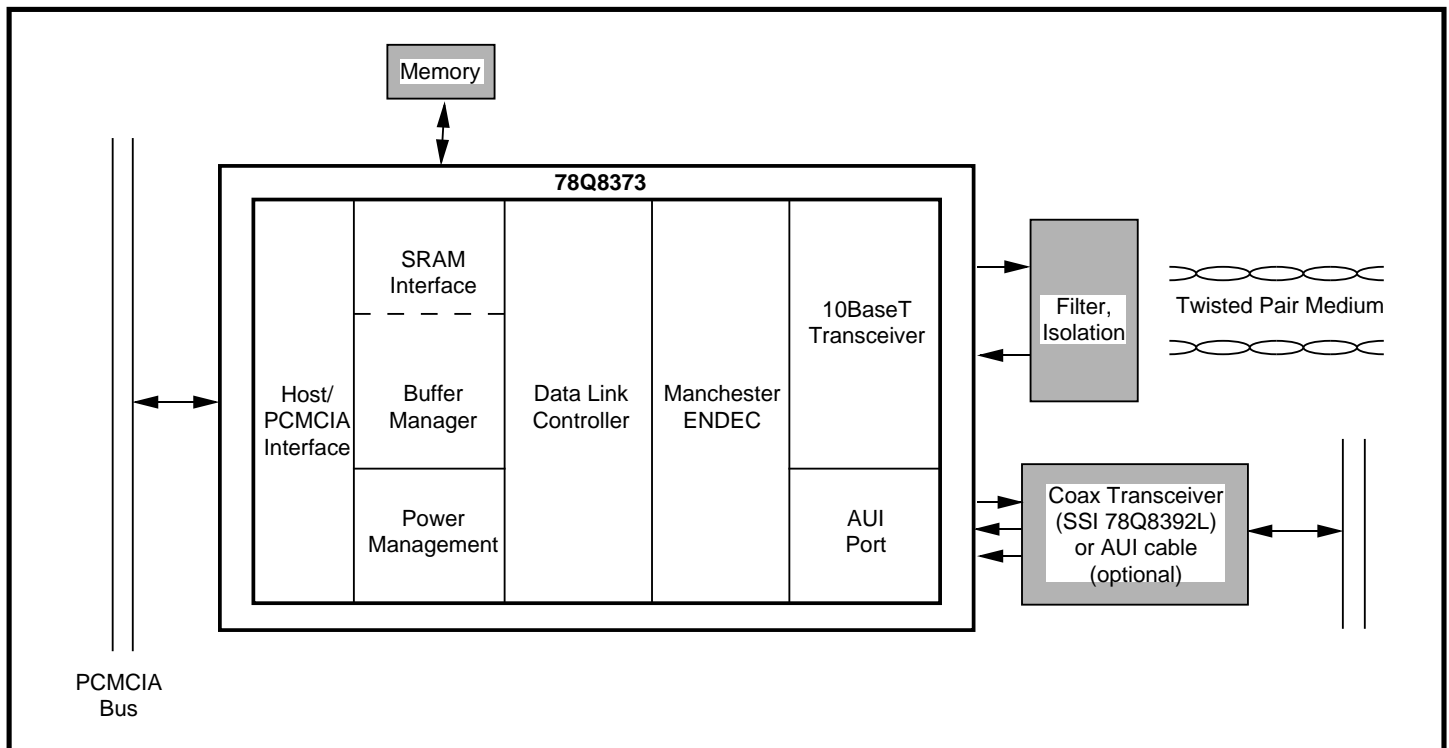 Memory
78Q8373
Host/
PCMCIA
Interface
SRAM
Interface
Buffer
Manager
Power
Management
Data Link
Controller
Manchester
ENDEC
10BaseT
Transceiver
AUI
Port
Filter,
Isolation
Twisted Pair Medium
Coax Transceiver
(SSI 78Q8392L)
or AUI cable
(optional)
PCMCIA
Bus